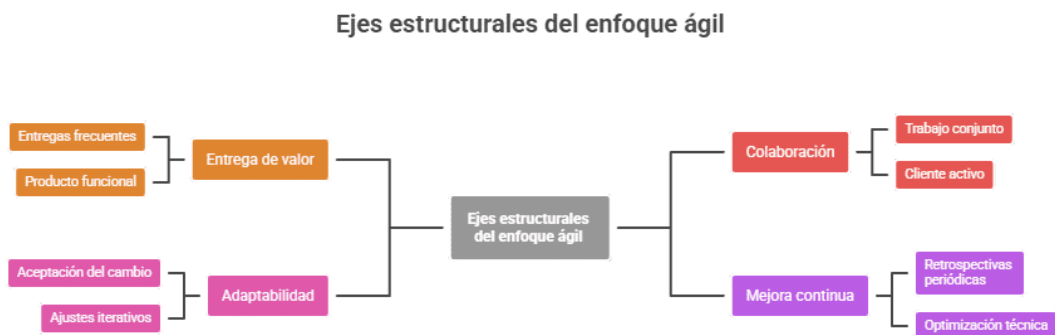 Ejes estructurales del enfoque ágil
Entregas frecuentes
Producto funcional
Entrega de valor
Aceptación del cambio
Ajustes iterativos
Adaptabilidad
Ejes estructurales
del enfoque ágil
Colaboración
Trabajo conjunto
Cliente activo
Mejora continua
Retrospectivas
periódicas
Optimización técnica